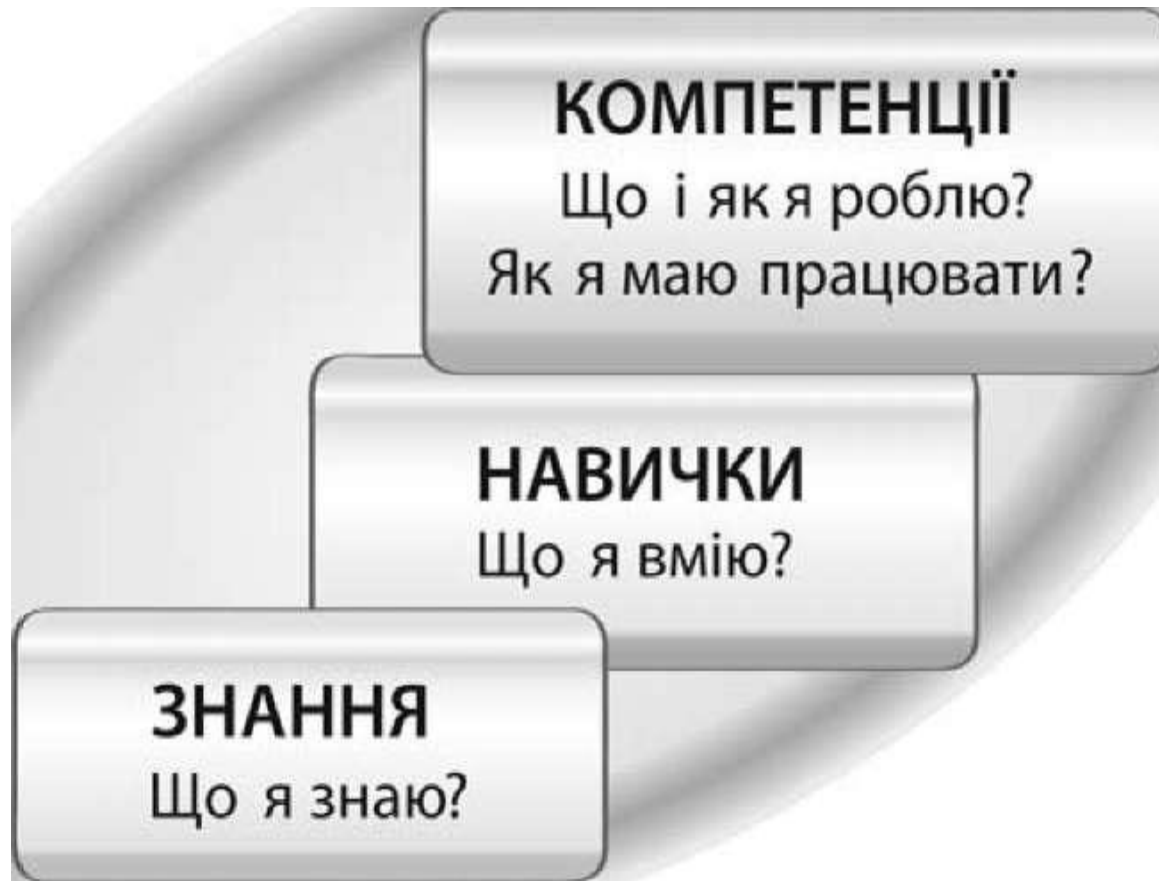 КОМПЕТЕНЦІЇ
Що і як я роблю?
Як я маю працювати?
НАВИЧКИ
Що я вмію?
ЗНАННЯ
Що я знаю?